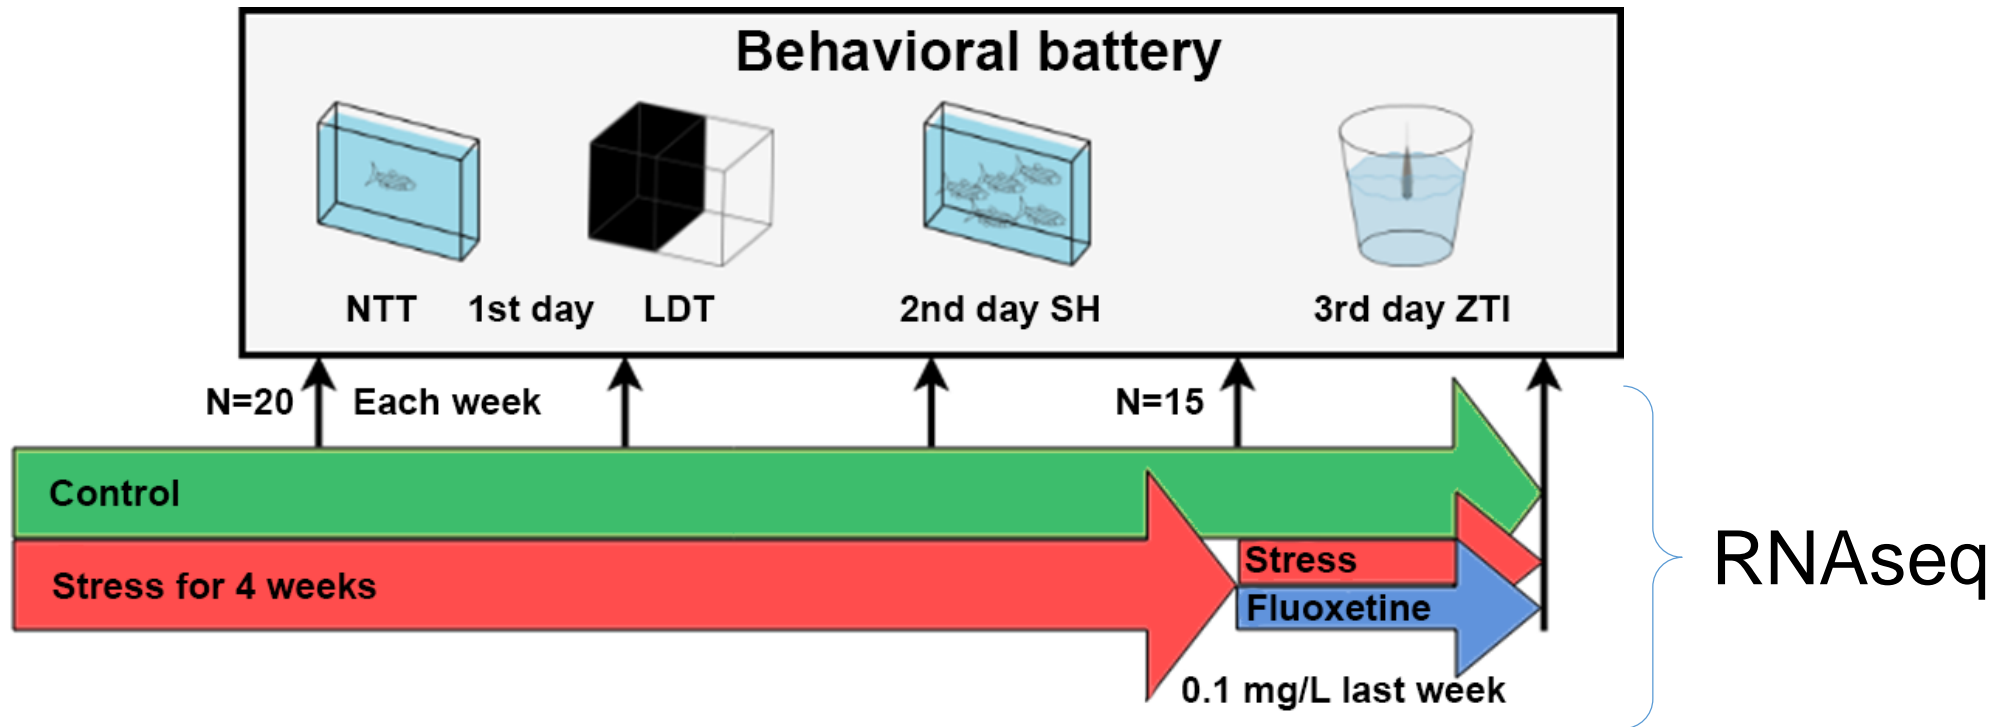 Behavioral battery
NTT 1st day LDT 2nd day SH 3rd day ZTI
N=20 Each week N=15
Control
Stress for 4 weeks
Stress
Fluoxetine
0.1 mg/L last week
RNAseq